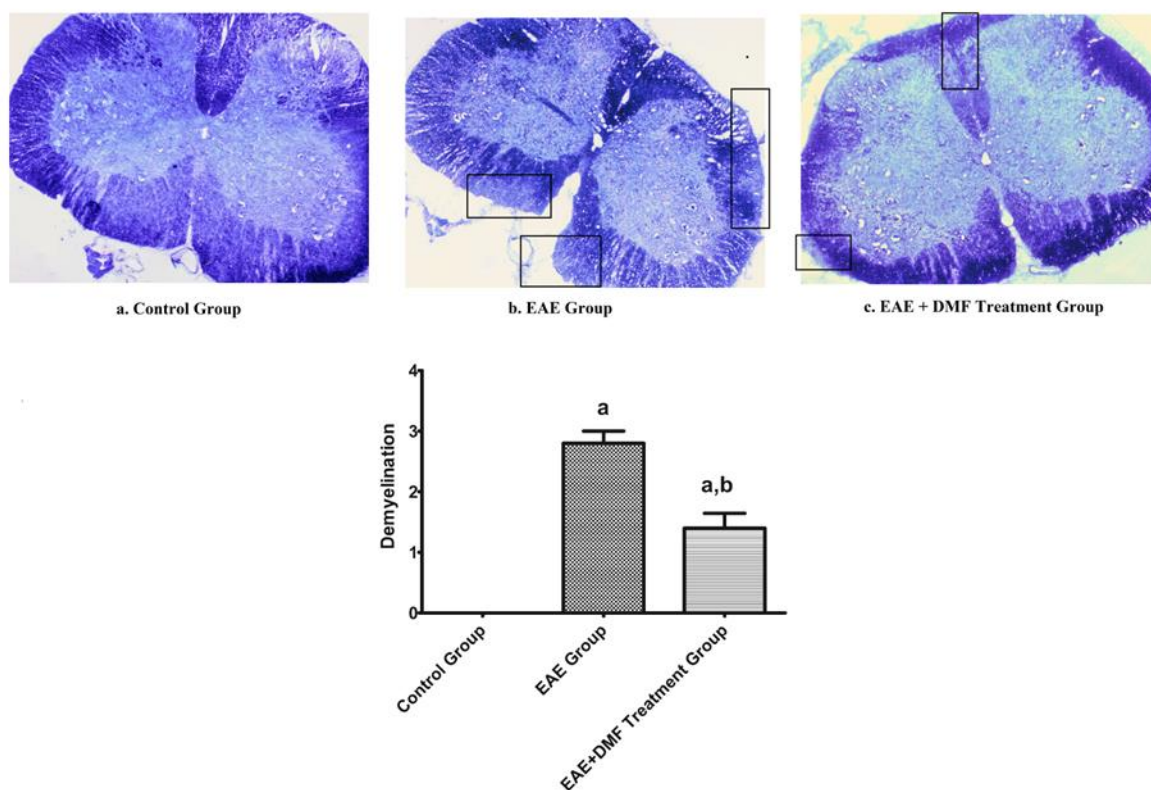 a. Control Group
b. EAE Group
c. EAE + DMF Treatment Group
4
3
2
1
0
Demyelination
a
a,b
Control Group
EAE Group
EAE+DMF Treatment Group